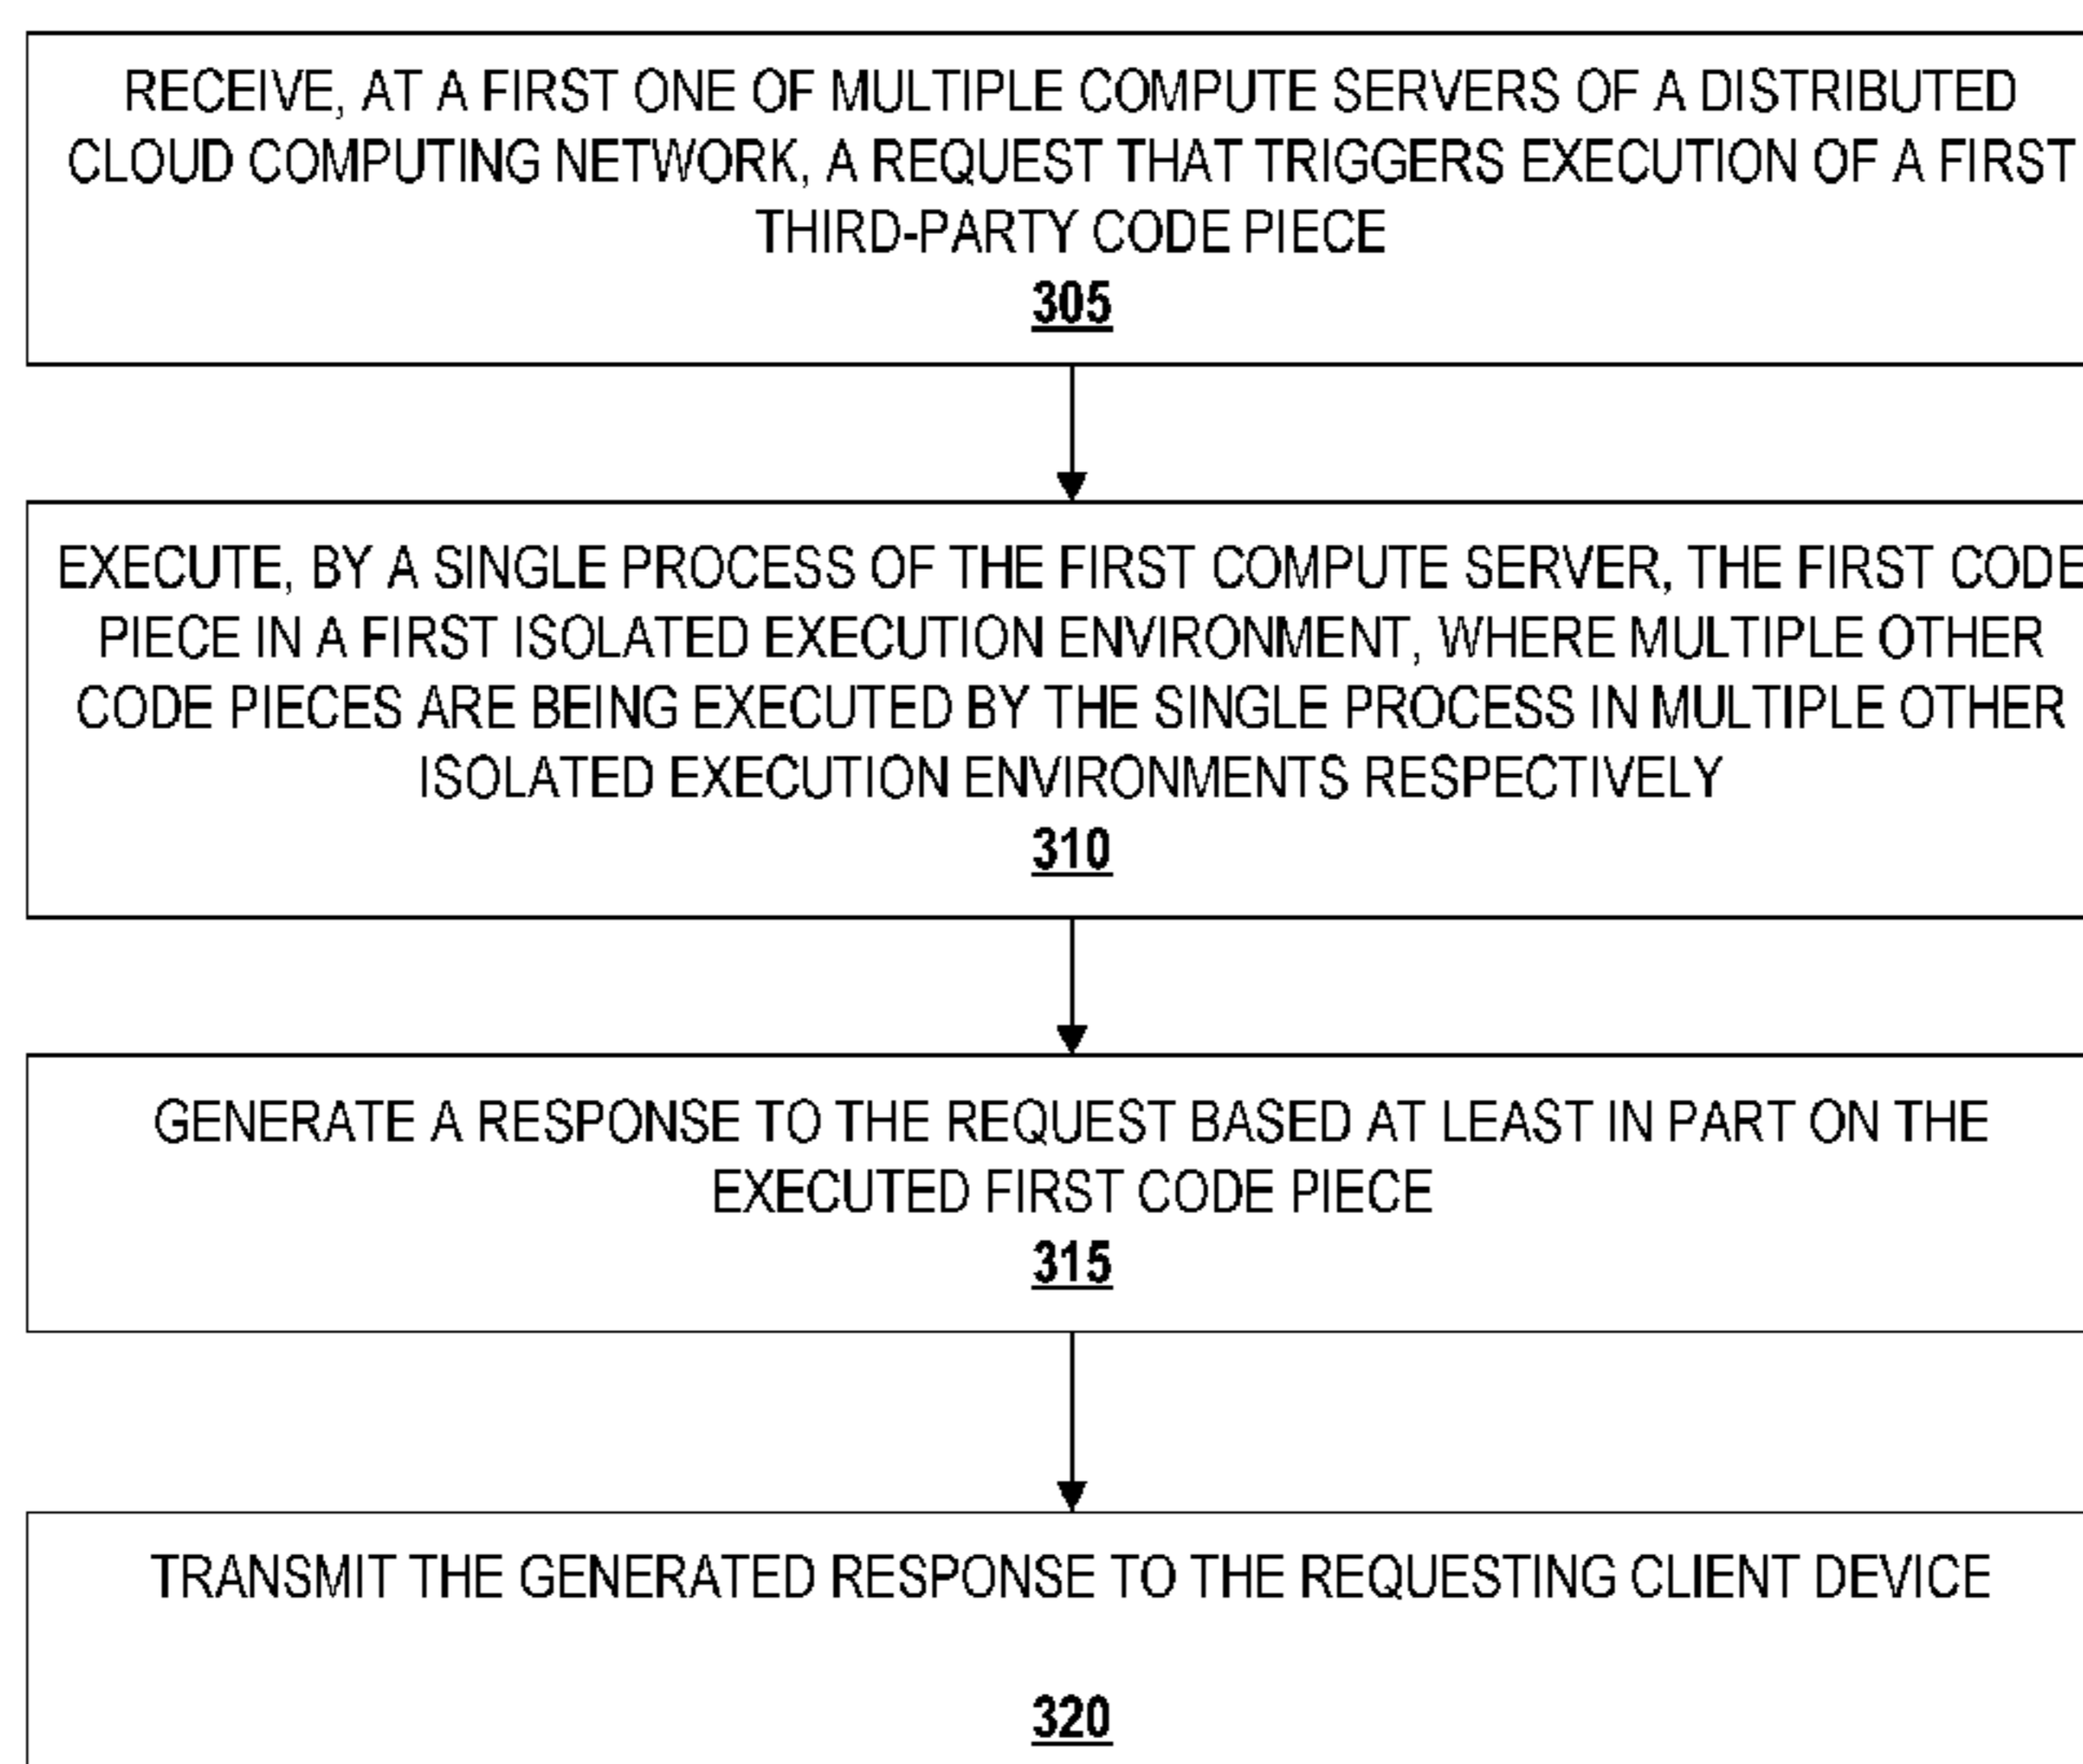 RECEIVE, AT A FIRST ONE OF MULTIPLE COMPUTE SERVERS OF A DISTRIBUTED
CLOUD COMPUTING NETWORK, A REQUEST THAT TRIGGERS EXECUTION OF A FIRST
THIRD-PARTY CODE PIECE
305
EXECUTE, BY A SINGLE PROCESS OF THE FIRST COMPUTE SERVER, THE FIRST CODE
PIECE IN A FIRST ISOLATED EXECUTION ENVIRONMENT, WHERE MULTIPLE OTHER
CODE PIECES ARE BEING EXECUTED BY THE SINGLE PROCESS IN MULTIPLE OTHER
ISOLATED EXECUTION ENVIRONMENTS RESPECTIVELY
310
GENERATE A RESPONSE TO THE REQUEST BASED AT LEAST IN PART ON THE
EXECUTED FIRST CODE PIECE
315
TRANSMIT THE GENERATED RESPONSE TO THE REQUESTING CLIENT DEVICE
320